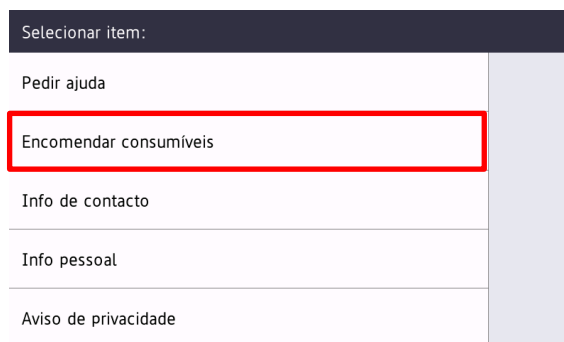 Selecionar item:
Pedir ajuda
Encomendar consumíveis
Info de contacto
Info pessoal
Aviso de privacidade